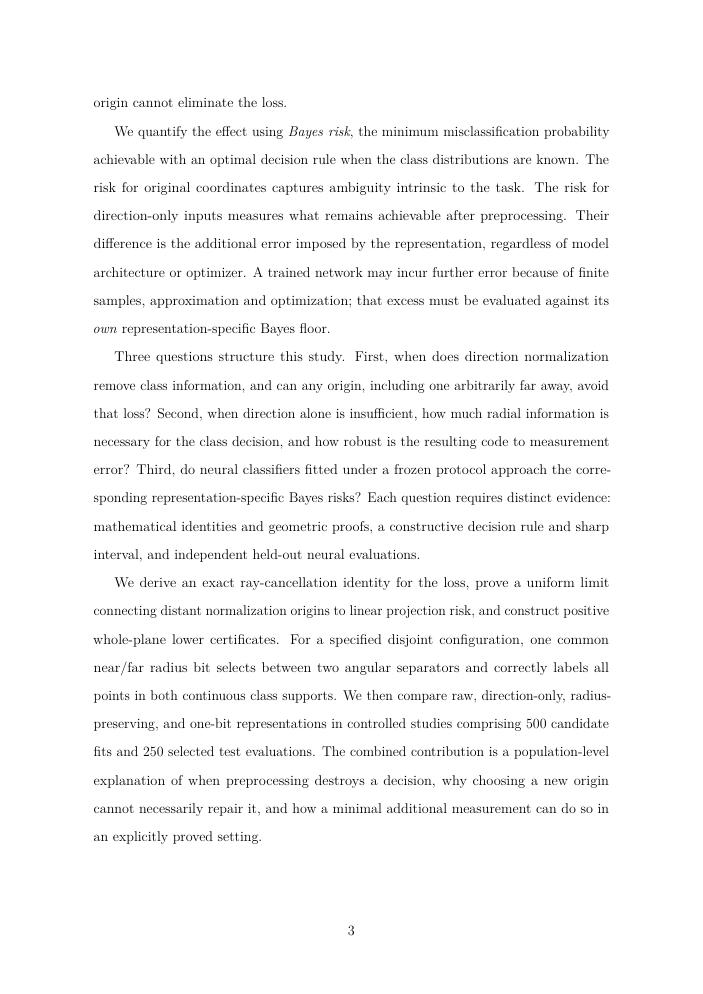 origin cannot eliminate the loss.
We quantify the effect using Bayes risk, the minimum misclassification probability
achievable with an optimal decision rule when the class distributions are known. The
risk for original coordinates captures ambiguity intrinsic to the task. The risk for
direction-only inputs measures what remains achievable after preprocessing. Their
difference is the additional error imposed by the representation, regardless of model
architecture or optimizer. A trained network may incur further error because of finite
samples, approximation and optimization; that excess must be evaluated against its
own representation-specific Bayes floor.
Three questions structure this study. First, when does direction normalization
remove class information, and can any origin, including one arbitrarily far away, avoid
that loss? Second, when direction alone is insufficient, how much radial information is
necessary for the class decision, and how robust is the resulting code to measurement
error? Third, do neural classifiers fitted under a frozen protocol approach the corre-
sponding representation-specific Bayes risks? Each question requires distinct evidence:
mathematical identities and geometric proofs, a constructive decision rule and sharp
interval, and independent held-out neural evaluations.
We derive an exact ray-cancellation identity for the loss, prove a uniform limit
connecting distant normalization origins to linear projection risk, and construct positive
whole-plane lower certificates. For a specified disjoint configuration, one common
near/far radius bit selects between two angular separators and correctly labels all
points in both continuous class supports. We then compare raw, direction-only, radius-
preserving, and one-bit representations in controlled studies comprising 500 candidate
fits and 250 selected test evaluations. The combined contribution is a population-level
explanation of when preprocessing destroys a decision, why choosing a new origin
cannot necessarily repair it, and how a minimal additional measurement can do so in
an explicitly proved setting.
3